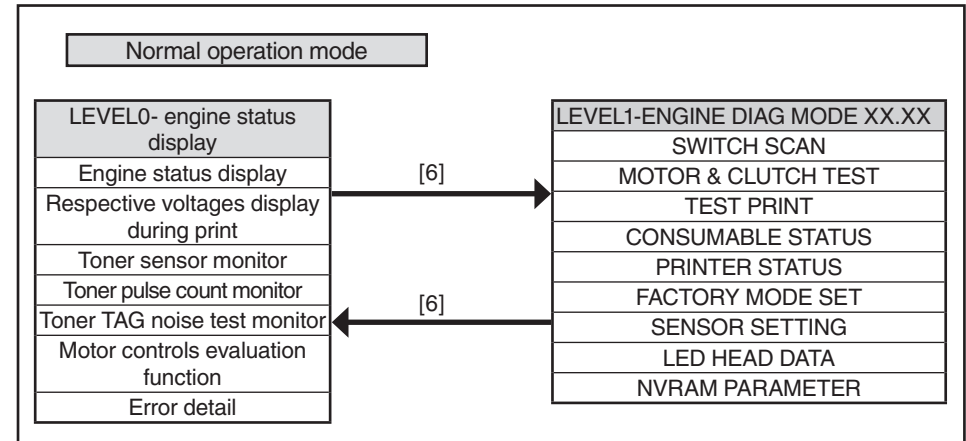 Normal operation mode
LEVEL0- engine status
display
Engine status display
Respective voltages display
during print
Toner sensor monitor
Toner pulse count monitor
Toner TAG noise test monitor
Motor controls evaluation
function
Error detail
[6]
[6]
LEVEL1-ENGINE DIAG MODE XX.XX
SWITCH SCAN
MOTOR & CLUTCH TEST
TEST PRINT
CONSUMABLE STATUS
PRINTER STATUS
FACTORY MODE SET
SENSOR SETTING
LED HEAD DATA
NVRAM PARAMETER